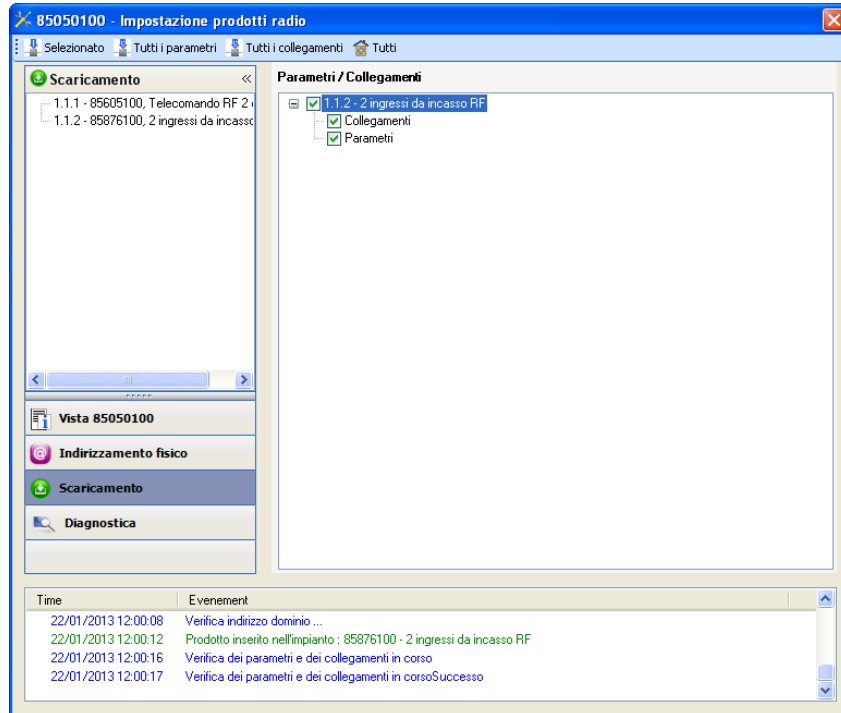 85050100 - Impostazione prodotti radio
Selezionato Tutti i parametri Tutti i collegamenti Tutti
Scaricamento «
1.1.1 - 85605100, Telecomando RF 2
1.1.2 - 85876100, 2 ingressi da incasso
Vista 85050100
Indirizzamento fisico
Scaricamento
Diagnostica
Parametri / Collegamenti
1.1.2 - 2 ingressi da incasso RF
Collegamenti
Parametri
Time Evenement
22/01/2013 12:00:08 Verifica indirizzo dominio ...
22/01/2013 12:00:12 Prodotto inserito nell'impianto : 85876100 - 2 ingressi da incasso RF
22/01/2013 12:00:16 Verifica dei parametri e dei collegamenti in corso
22/01/2013 12:00:17 Verifica dei parametri e dei collegamenti in corsoSuccesso